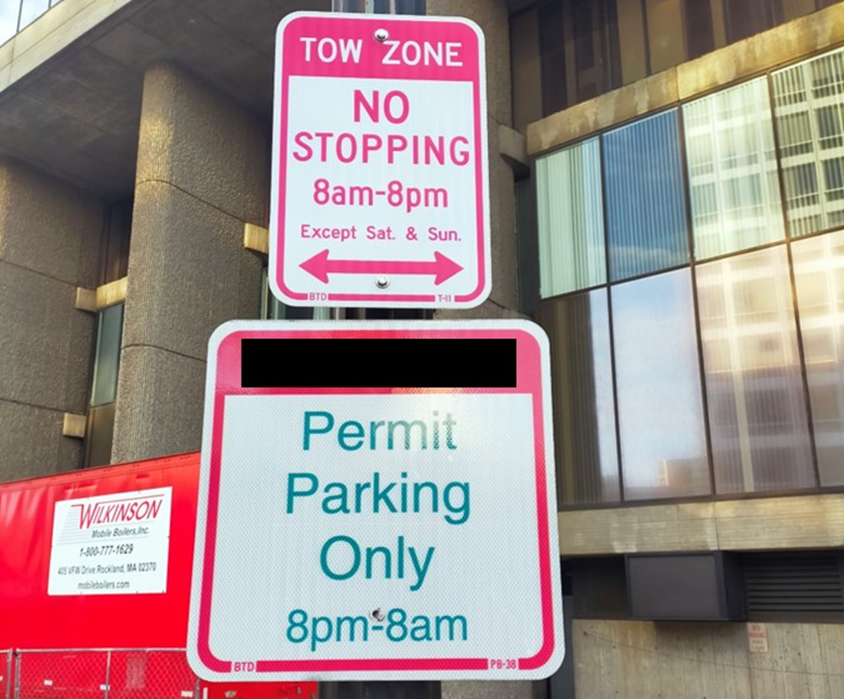 TOW ZONE
NO
STOPPING
8am-8pm
Except Sat. & Sun.
BTD T-11
Permit
Parking
Only
8pm-8am
BTD PB-38
WILKINSON
Mobile Boilers, Inc.
1-800-777-1629
405 VFW Drive Rockland, MA 02370
mobileboilers.com